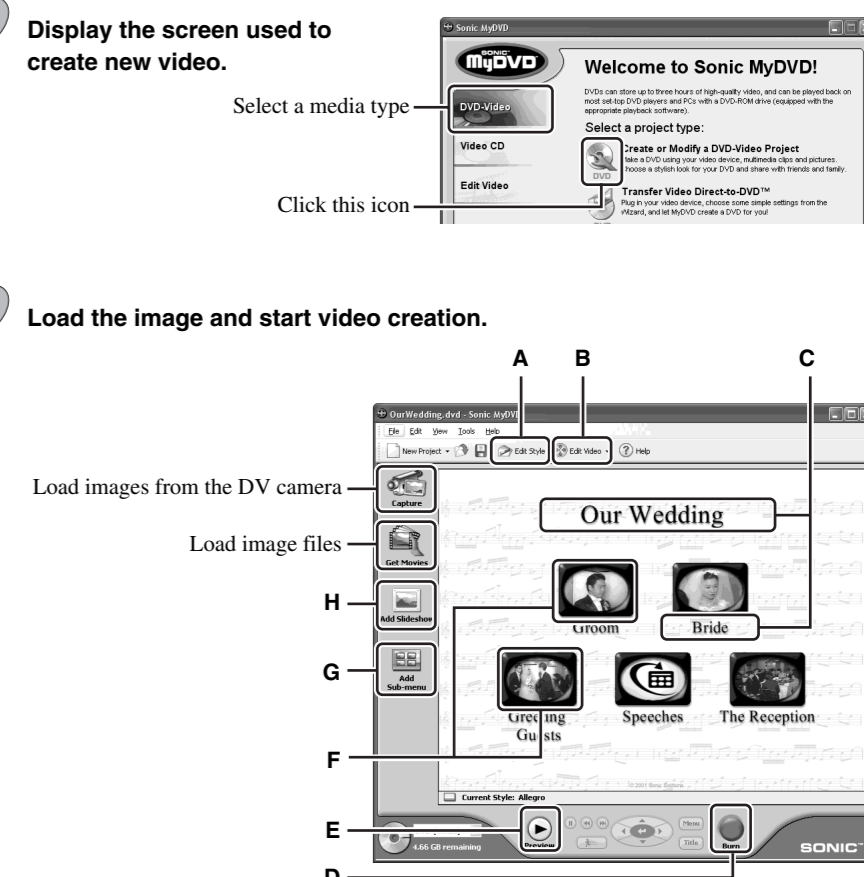 Display the screen used to
create new video.
Select a media type
Click this icon
Sonic MyDVD
SONIC
MyDVD
DVD-Video
Video CD
Edit Video
Welcome to Sonic MyDVD!
DVDs can store up to three hours of high-quality video, and can be played back on
most set-top DVD players and PCs with a DVD-ROM drive (equipped with the
appropriate playback software).
Select a project type:
Create or Modify a DVD-Video Project
Make a DVD using your video device, multimedia clips and pictures.
Choose a stylish look for your DVD and share with friends and family.
DVD
Transfer Video Direct-to-DVD™
Plug in your video device, choose some simple settings from the
Wizard, and let MyDVD create a DVD for you!
Load the image and start video creation.
A
B
C
OurWedding.dvd - Sonic MyDVD
File Edit View Tools Help
New Project Edit Style Edit Video Help
Load images from the DV camera
Capture
Load image files
Get Movies
H
Add Slideshow
G
Add
Sub-menu
F
E
D
Our Wedding
Groom
Bride
Greeting
Guests
Speeches
The Reception
© 2001 Sonic Solutions
Current Style: Allegro
4.66 GB remaining
Preview
Menu
Title
Burn
SONIC™